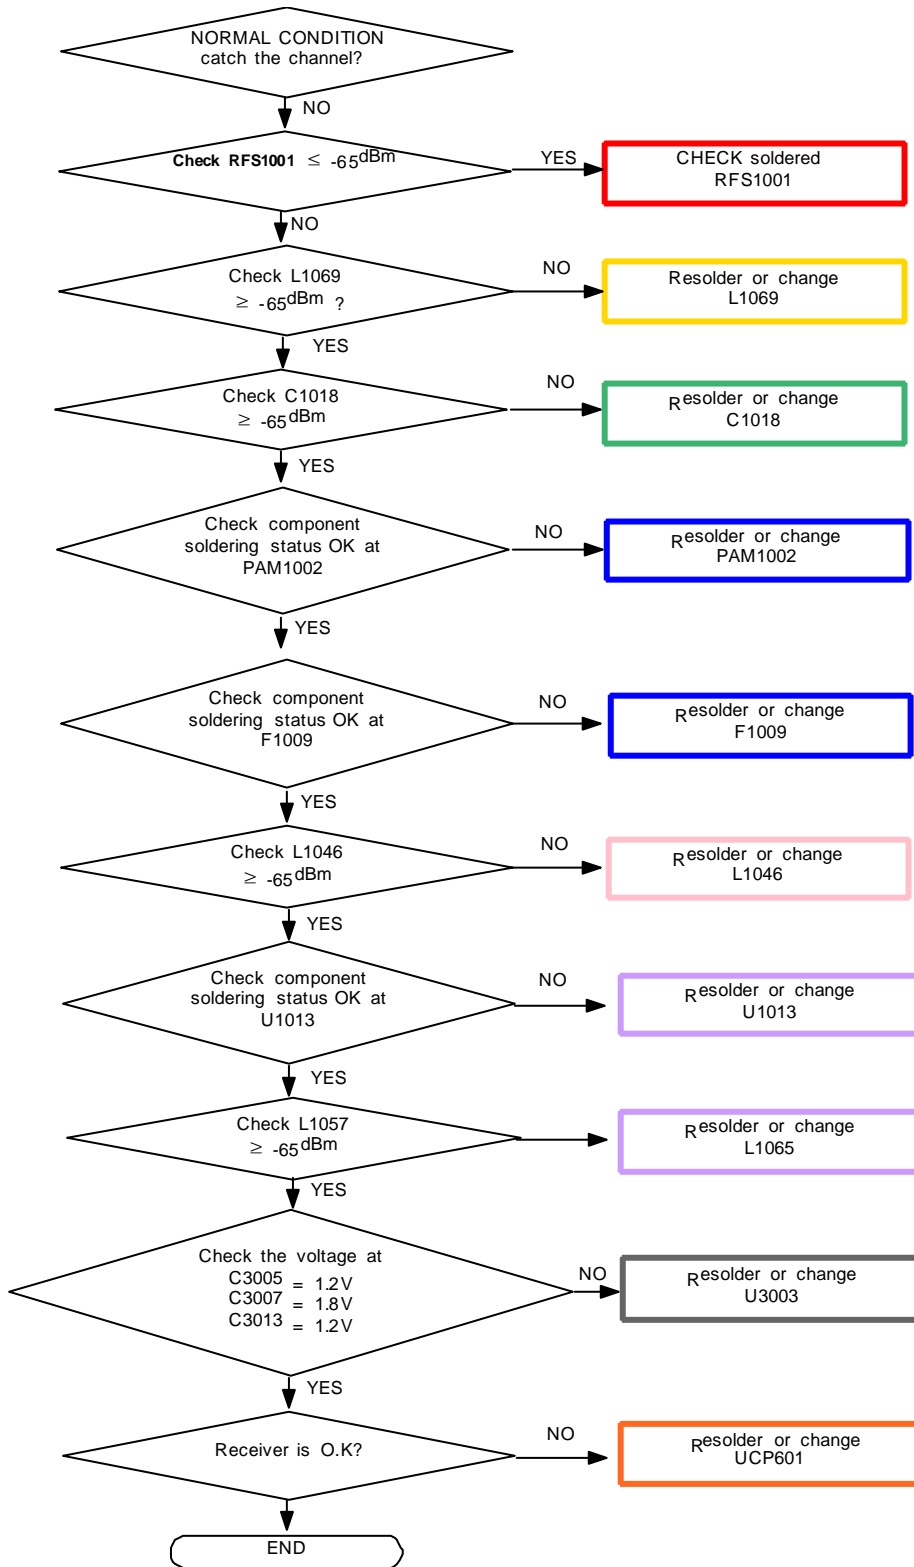 NORMAL CONDITION
catch the channel?
NO
Check RFS1001 ≤ -65dBm
YES
CHECK soldered
RFS1001
NO
Check L1069
≥ -65dBm ?
NO
Resolder or change
L1069
YES
Check C1018
≥ -65dBm
NO
Resolder or change
C1018
YES
Check component
soldering status OK at
PAM1002
NO
Resolder or change
PAM1002
YES
Check component
soldering status OK at
F1009
NO
Resolder or change
F1009
YES
Check L1046
≥ -65dBm
NO
Resolder or change
L1046
YES
Check component
soldering status OK at
U1013
NO
Resolder or change
U1013
YES
Check L1057
≥ -65dBm
Resolder or change
L1065
YES
Check the voltage at
C3005 = 1.2V
C3007 = 1.8V
C3013 = 1.2V
NO
Resolder or change
U3003
YES
Receiver is O.K?
NO
Resolder or change
UCP601
END